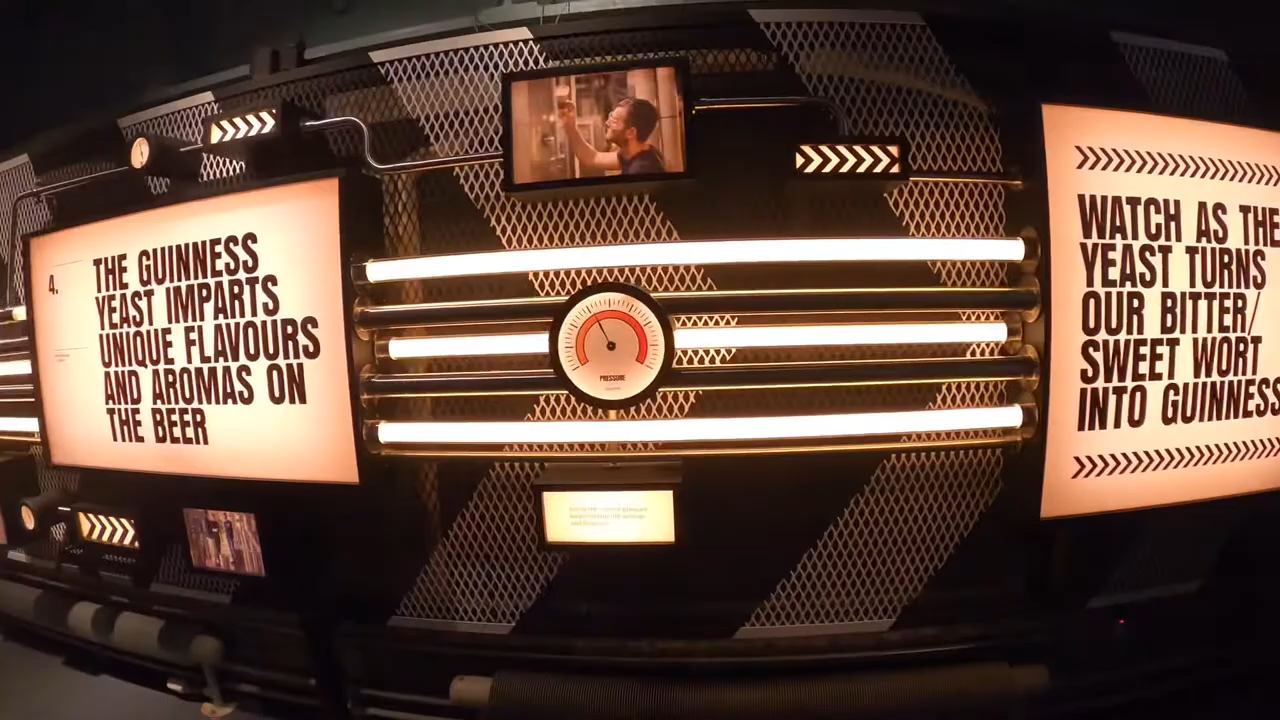 4.
THE GUINNESS
YEAST IMPARTS
UNIQUE FLAVOURS
AND AROMAS ON
THE BEER
PRESSURE
WATCH AS THE
YEAST TURNS
OUR BITTER/
SWEET WORT
INTO GUINNESS